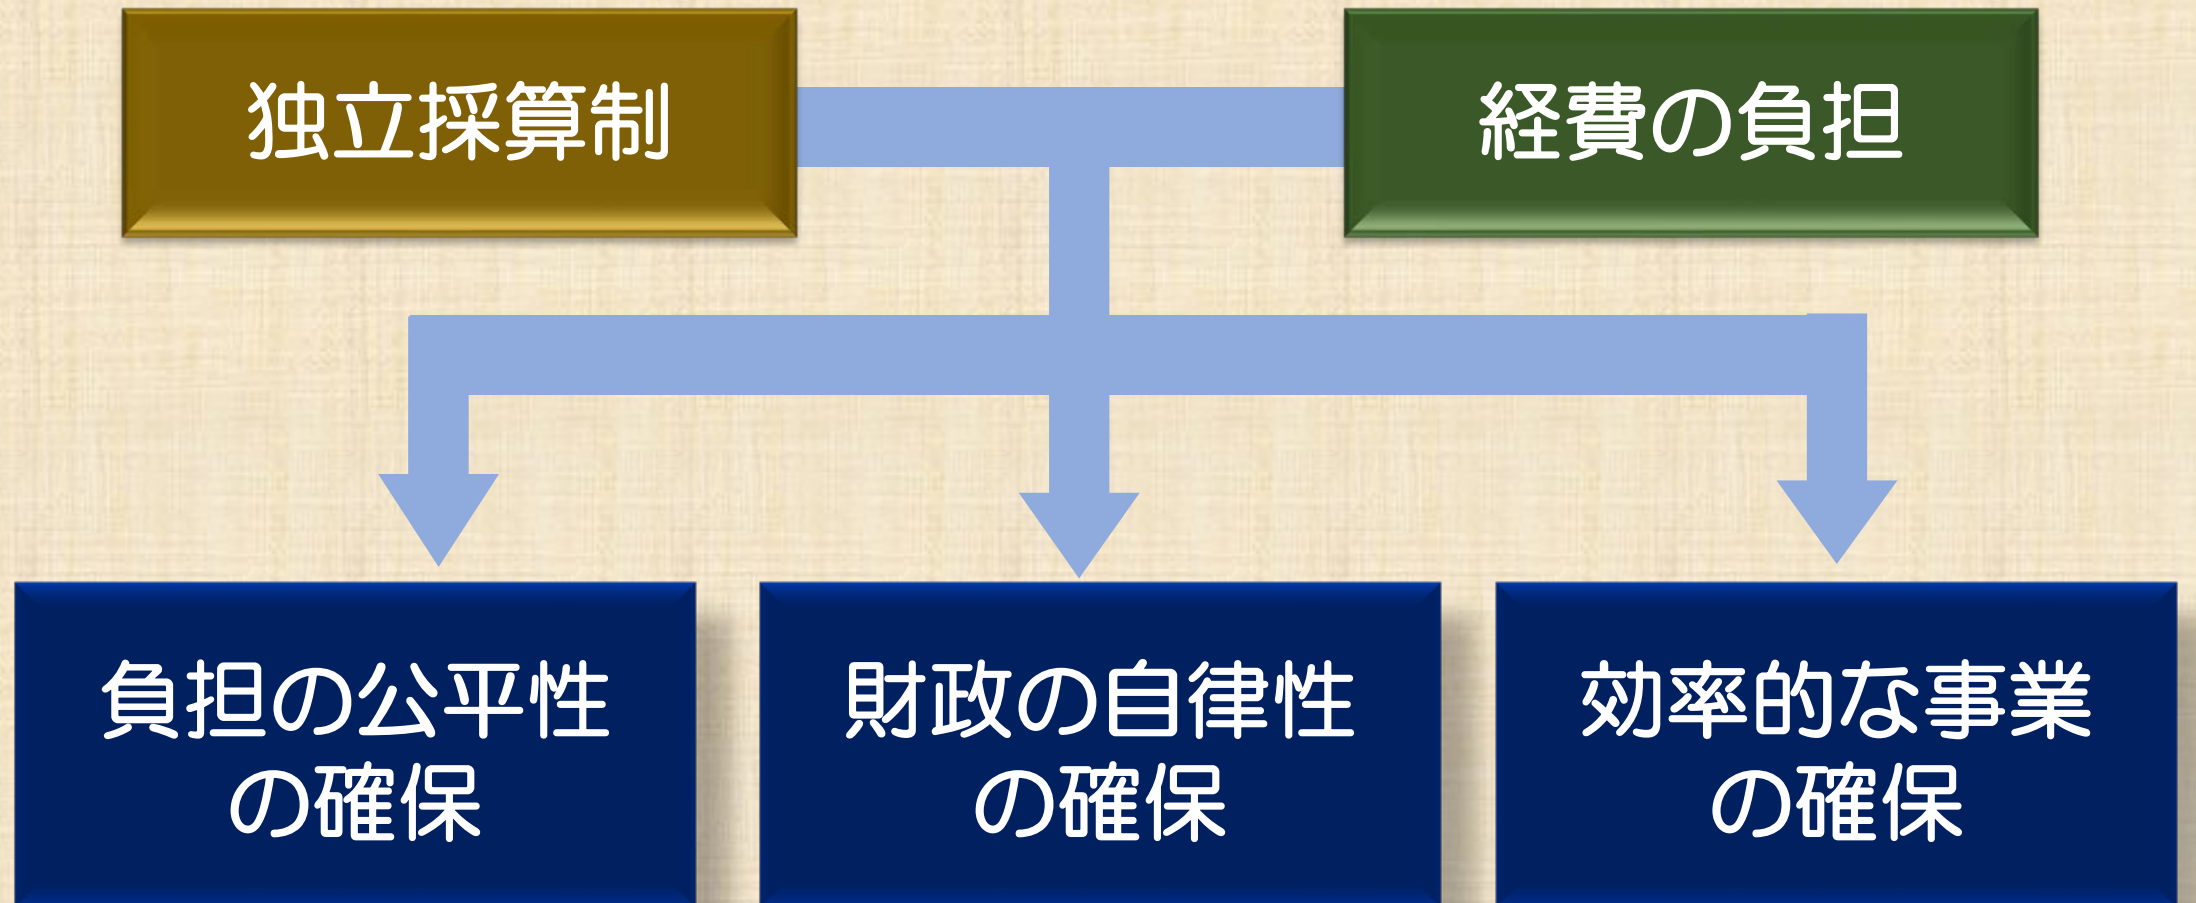 独立採算制
経費の負担
負担の公平性
の確保
財政の自律性
の確保
効率的な事業
の確保